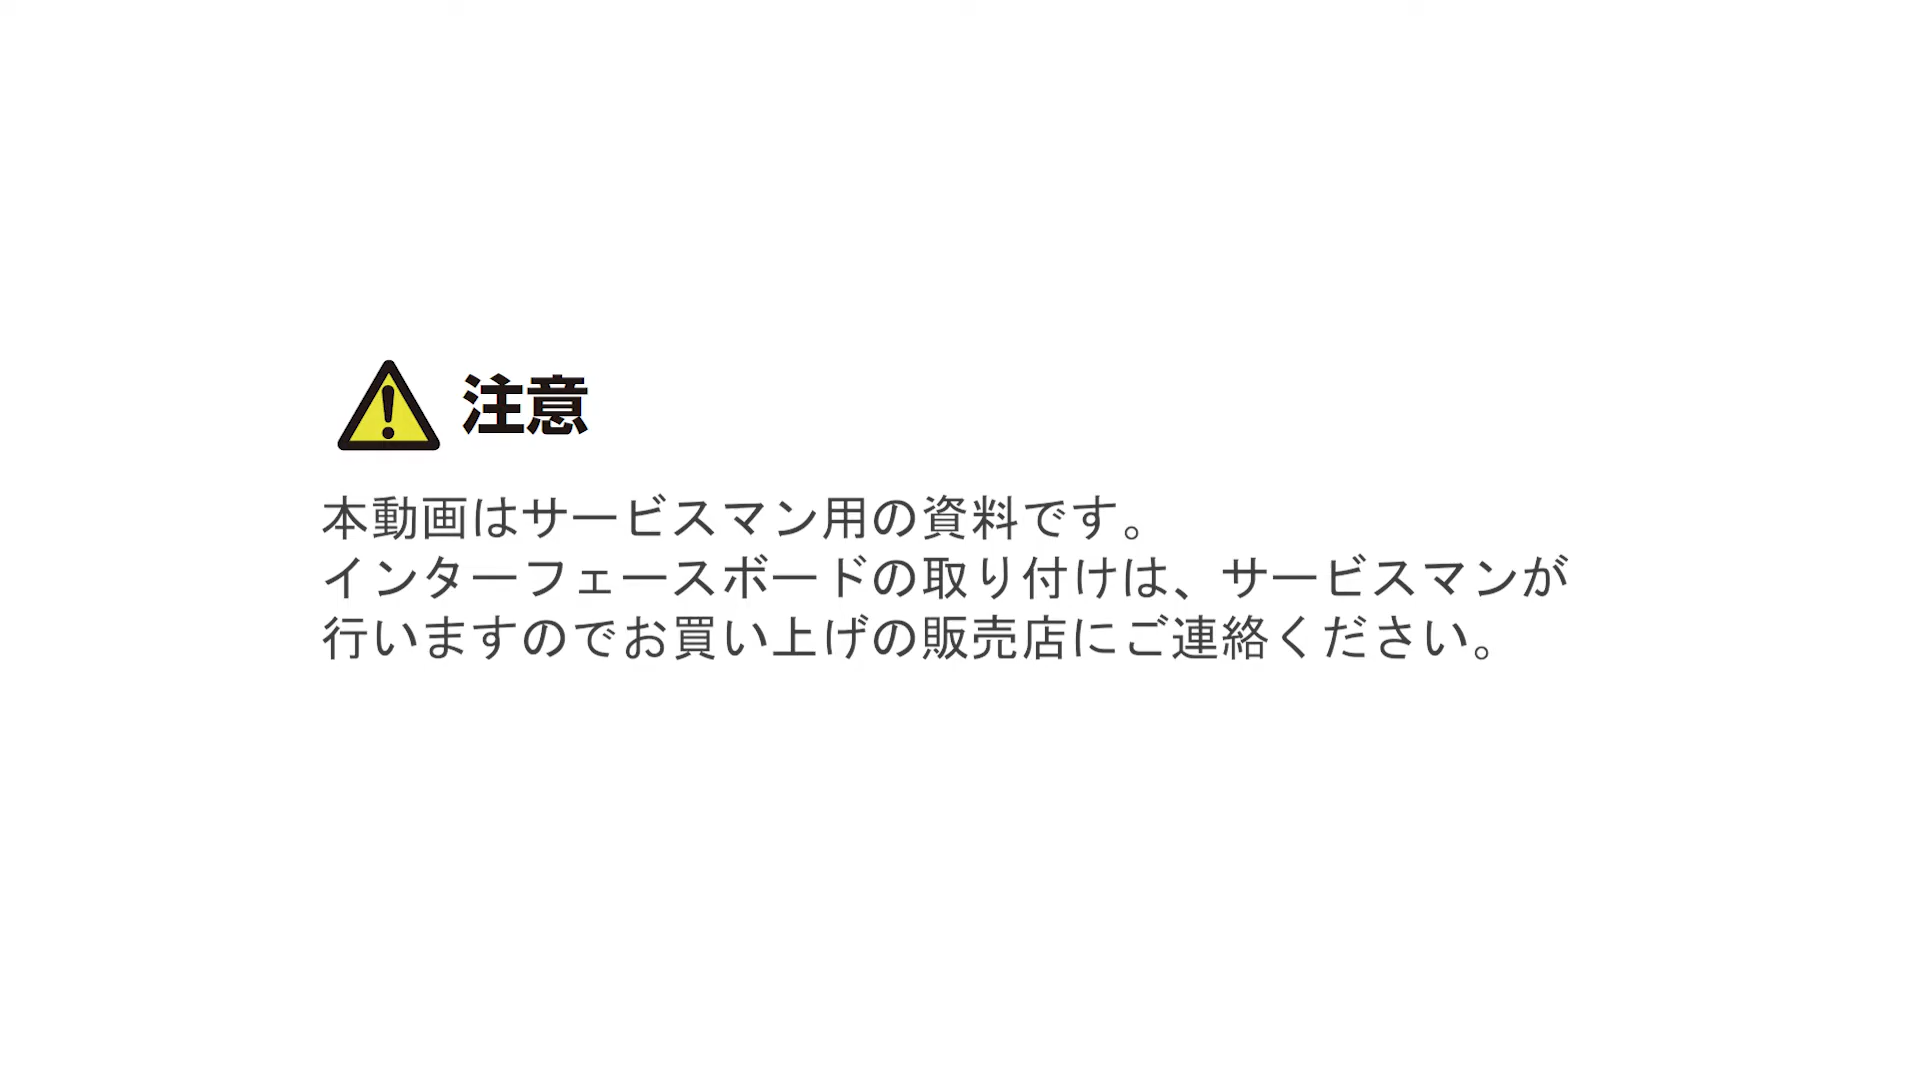 注意
本動画はサービスマン用の資料です。
インターフェースボードの取り付けは、サービスマンが
行いますのでお買い上げの販売店にご連絡ください。